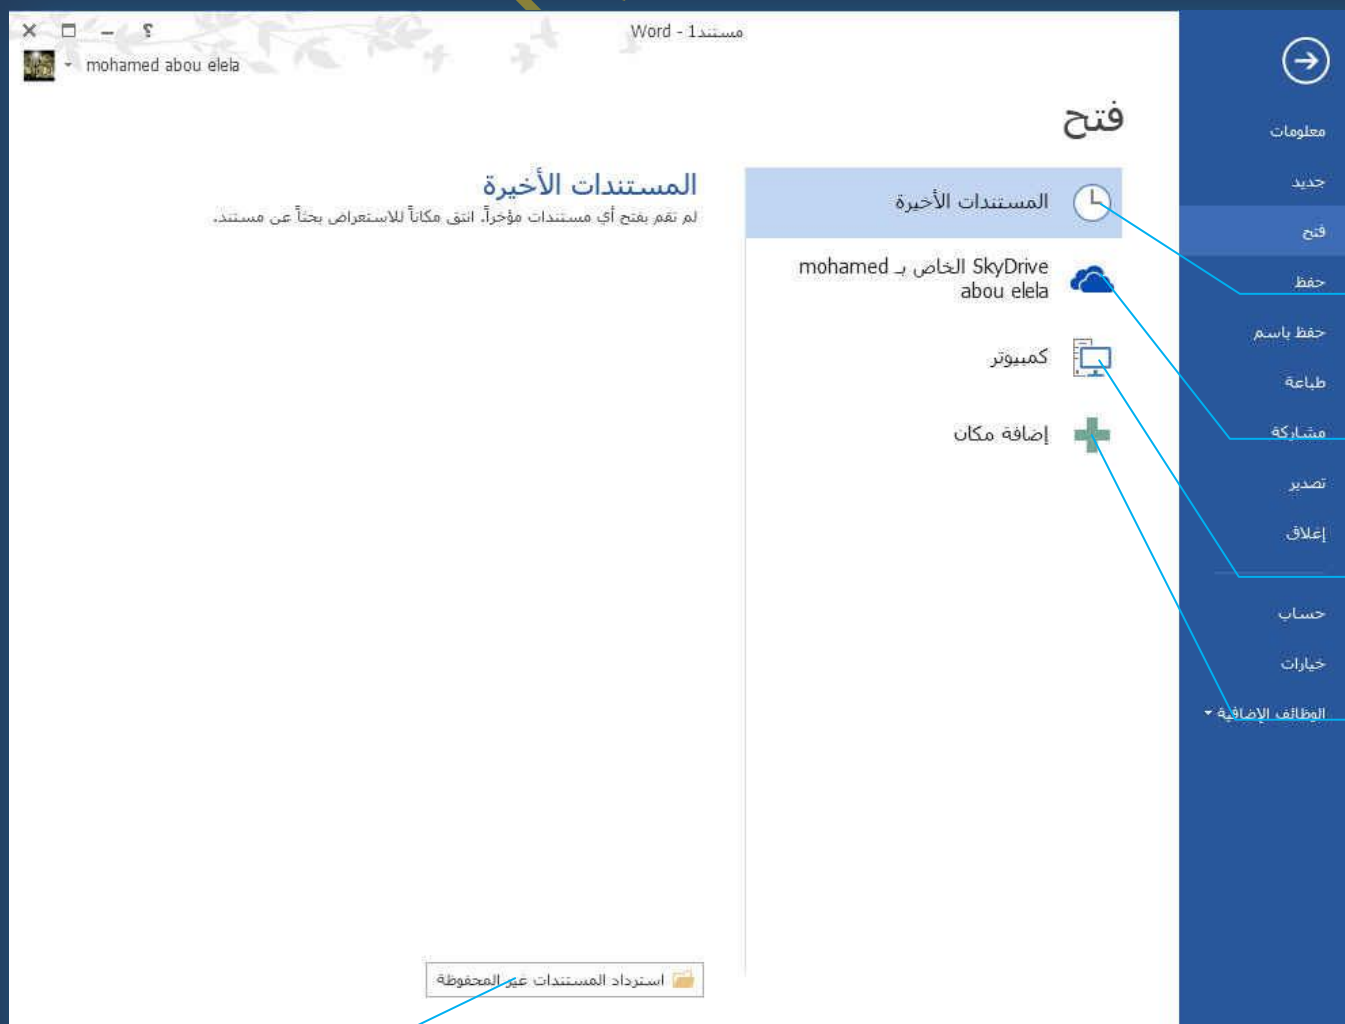 مستند1 - Word
؟
mohamed abou elela
فتح
معلومات
جديد
فتح
حفظ
حفظ باسم
طباعة
مشاركة
تصدير
إغلاق
حساب
خيارات
الوظائف الإضافية
المستندات الأخيرة
SkyDrive الخاص بـ mohamed
abou elela
كمبيوتر
إضافة مكان
المستندات الأخيرة
لم تقم بفتح أي مستندات مؤخراً. انتق مكاناً للاستعراض بحثاً عن مستند.
استرداد المستندات غير المحفوظة